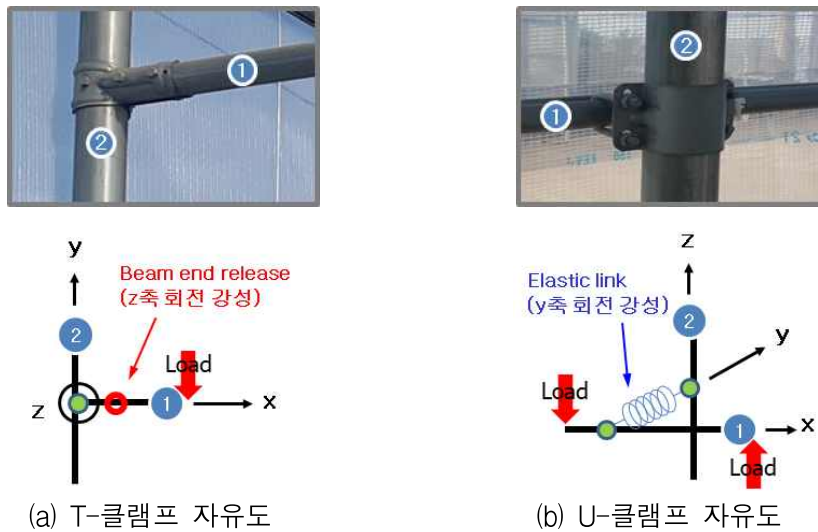 ①
②
②
①
y
Beam end release
(z축 회전 강성)
②
Load
z
①
x
(a) T-클램프 자유도
z
Elastic link
(y축 회전 강성)
②
y
Load
①
x
Load
(b) U-클램프 자유도